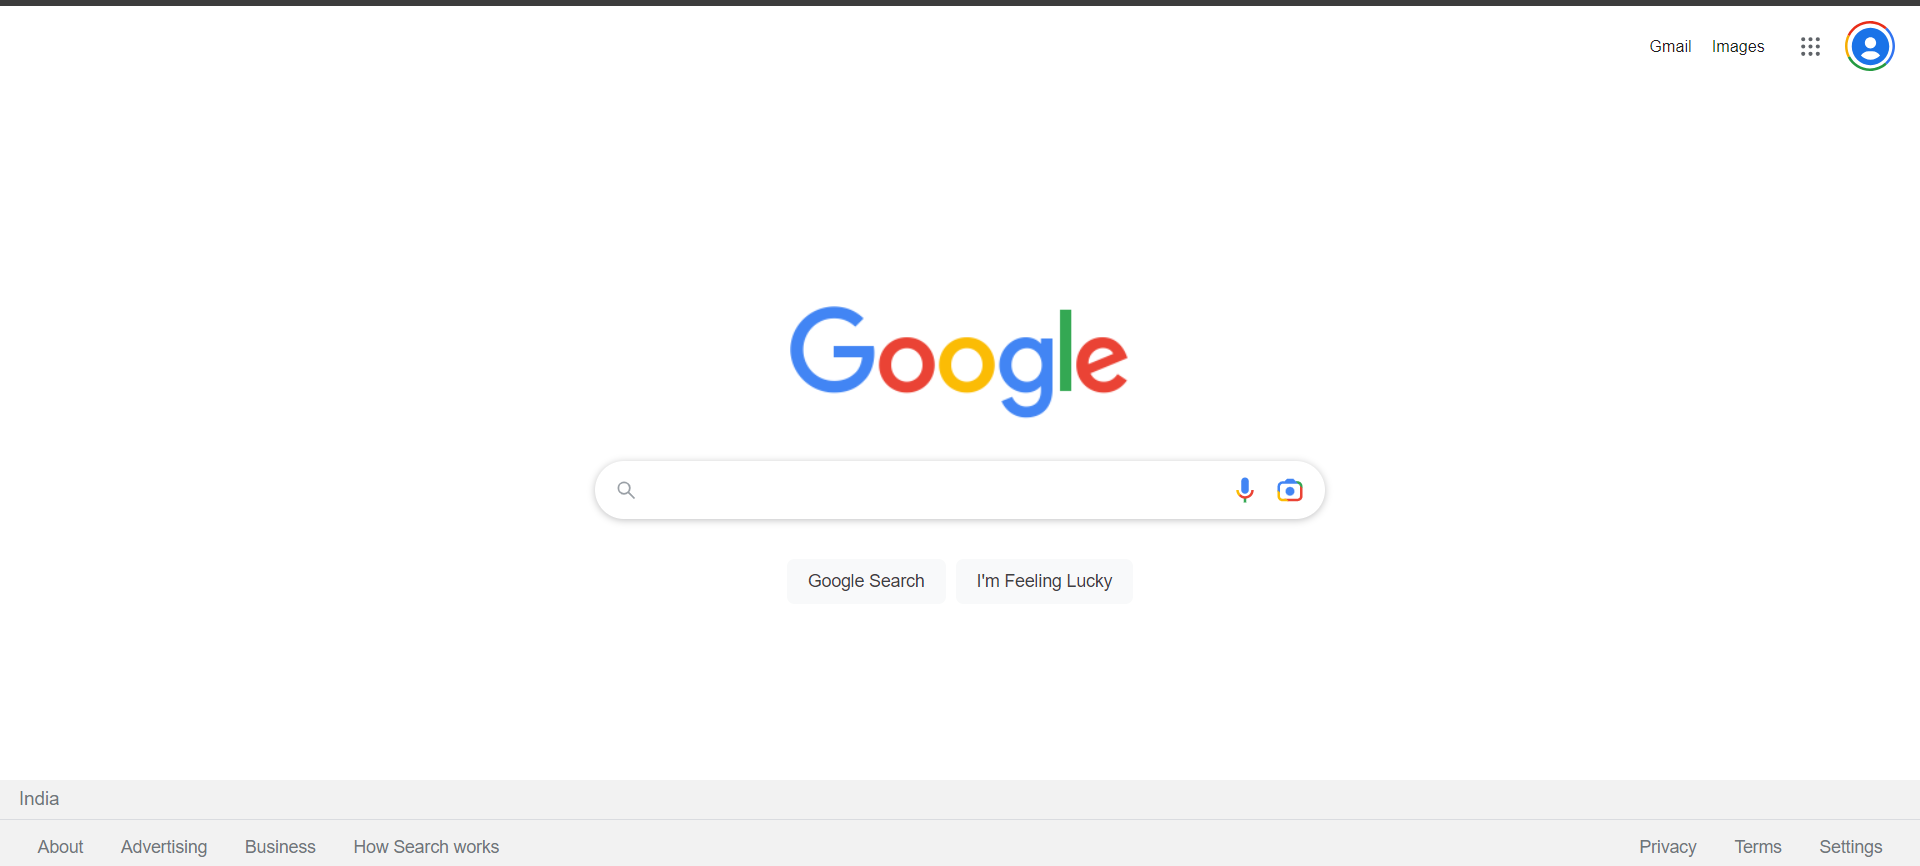 Gmail Images
Google
Google Search I'm Feeling Lucky
India
About Advertising Business How Search works Privacy Terms Settings